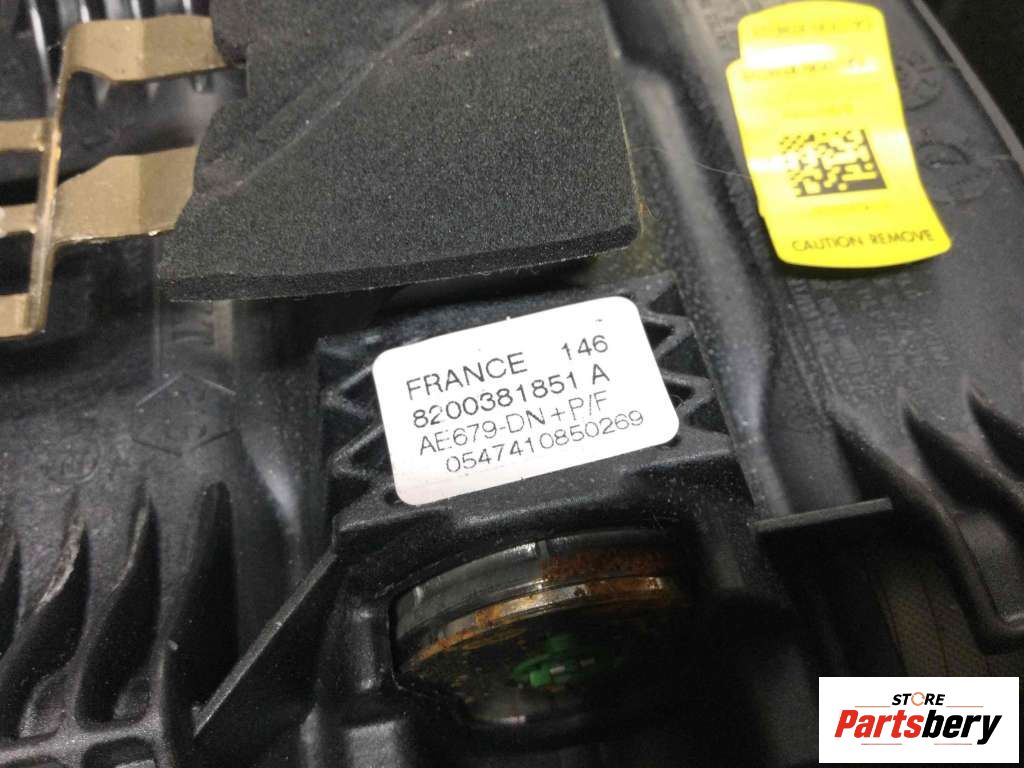 CAUTION REMOVE
FRANCE 146
8200381851 A
AE679-DN+P/F
0547410850269
STORE
Partsbery